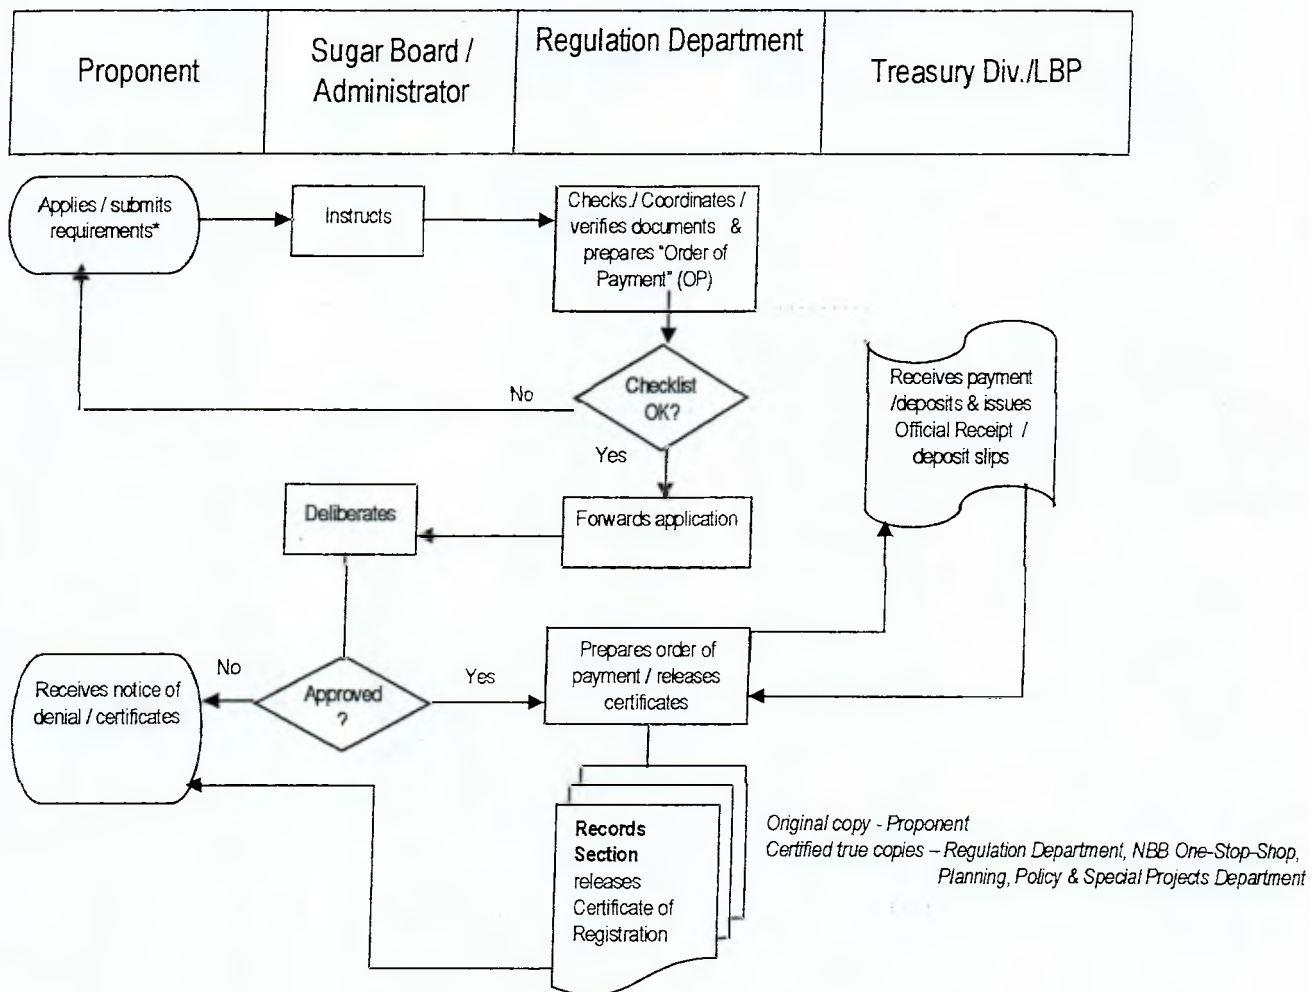 Proponent
Sugar Board /
Administrator
Regulation Department
Treasury Div./LBP
Applies / submits
requirements*
Instructs
Checks./ Coordinates /
verifies documents &
prepares "Order of
Payment" (OP)
Checklist
OK?
No
Yes
Receives payment
/deposits & issues
Official Receipt /
deposit slips
Deliberates
Forwards application
Receives notice of
denial / certificates
No
Approved
?
Yes
Prepares order of
payment / releases
certificates
Records
Section
releases
Certificate of
Registration
Original copy - Proponent
Certified true copies – Regulation Department, NBB One-Stop-Shop,
Planning, Policy & Special Projects Department